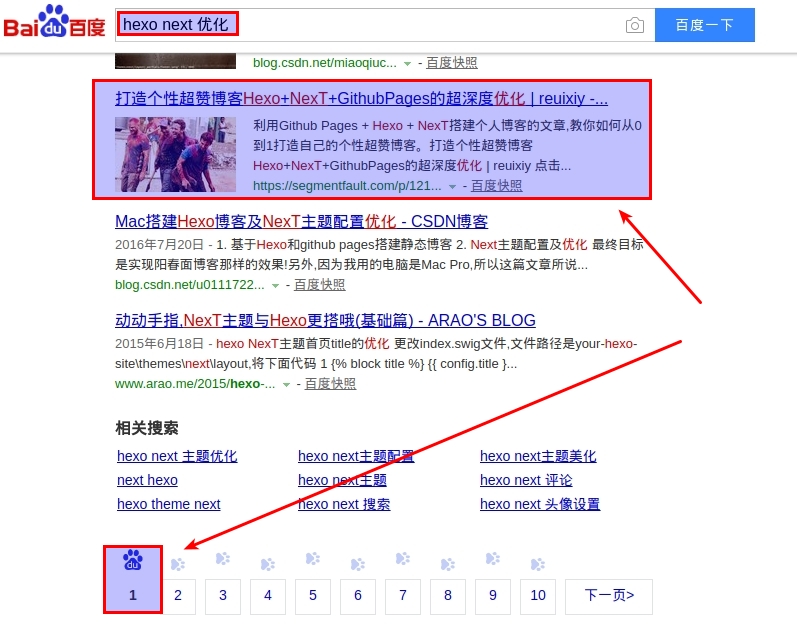 Bai du 百度 hexo next 优化 百度一下
blog.csdn.net/miaoqiuc... - 百度快照
打造个性超赞博客Hexo+NexT+GithubPages的超深度优化 | reuixiy -...
利用Github Pages + Hexo + NexT搭建个人博客的文章,教你如何从0
到1打造自己的个性超赞博客。打造个性超赞博客
Hexo+NexT+GithubPages的超深度优化 | reuixiy 点击...
https://segmentfault.com/p/121... - 百度快照
Mac搭建Hexo博客及NexT主题配置优化 - CSDN博客
2016年7月20日 - 1. 基于Hexo和github pages搭建静态博客 2. Next主题配置及优化 最终目标
是实现阳春面博客那样的效果!另外,因为我用的电脑是Mac Pro,所以这篇文章所说...
blog.csdn.net/u0111722... - 百度快照
动动手指,NexT主题与Hexo更搭哦(基础篇) - ARAO'S BLOG
2015年6月18日 - hexo NexT主题首页title的优化 更改index.swig文件,文件路径是your-hexo-
site\themes\next\layout,将下面代码 1 {% block title %} {{ config.title }...
www.arao.me/2015/hexo-... - 百度快照
相关搜索
hexo next 主题优化 hexo next主题配置 hexo next主题美化
next hexo hexo next主题 hexo next 评论
hexo theme next hexo next 搜索 hexo next 头像设置
du
1 2 3 4 5 6 7 8 9 10 下一页>